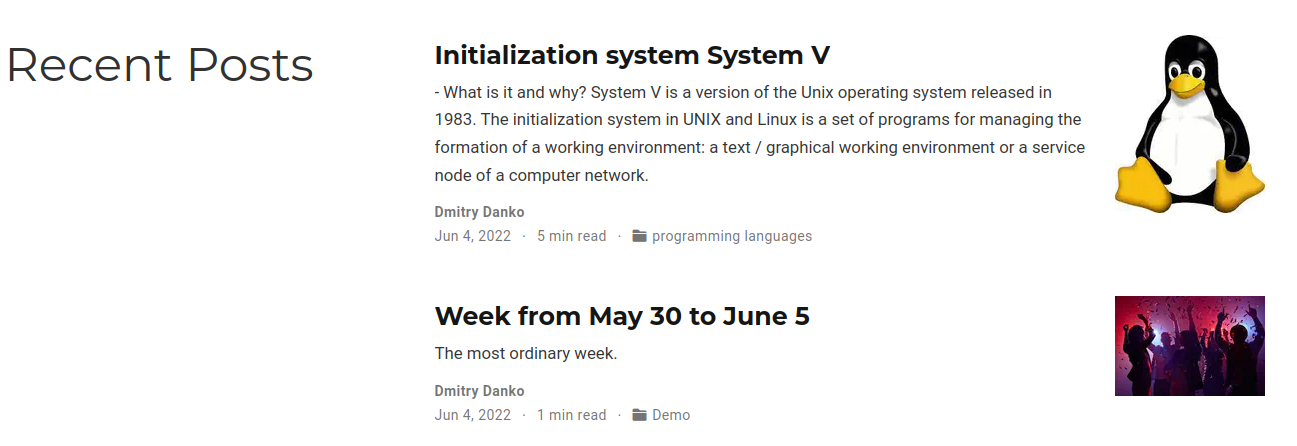 Recent Posts
Initialization system System V
- What is it and why? System V is a version of the Unix operating system released in
1983. The initialization system in UNIX and Linux is a set of programs for managing the
formation of a working environment: a text / graphical working environment or a service
node of a computer network.
Dmitry Danko
Jun 4, 2022 · 5 min read · programming languages
Week from May 30 to June 5
The most ordinary week.
Dmitry Danko
Jun 4, 2022 · 1 min read · Demo